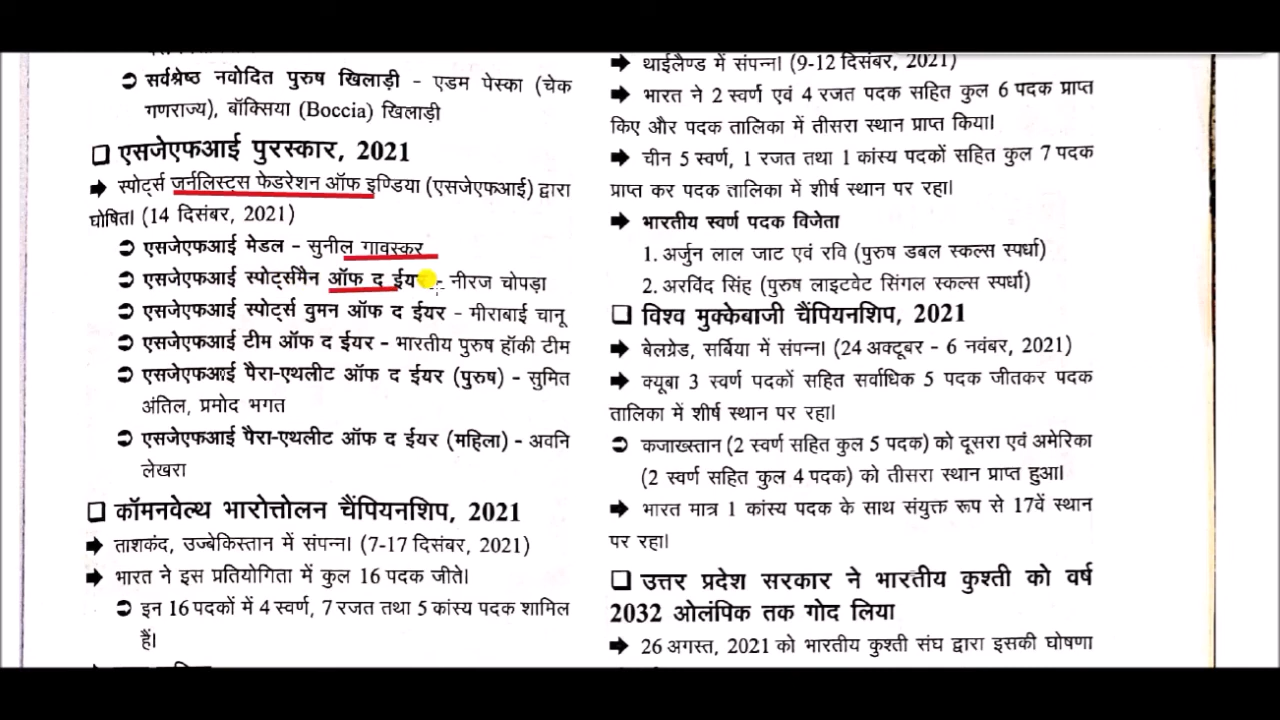 ➲ सर्वश्रेष्ठ नवोदित पुरुष खिलाड़ी - एडम पेस्का (चेक
गणराज्य), बॉक्सिया (Boccia) खिलाड़ी
❑ एसजेएफआई पुरस्कार, 2021
➡ स्पोर्ट्स जर्नलिस्ट्स फेडरेशन ऑफ इण्डिया (एसजेएफआई) द्वारा
घोषित। (14 दिसंबर, 2021)
➲ एसजेएफआई मेडल - सुनील गावस्कर
➲ एसजेएफआई स्पोर्ट्समैन ऑफ द ईयर - नीरज चोपड़ा
➲ एसजेएफआई स्पोर्ट्स वुमन ऑफ द ईयर - मीराबाई चानू
➲ एसजेएफआई टीम ऑफ द ईयर - भारतीय पुरुष हॉकी टीम
➲ एसजेएफआई पैरा-एथलीट ऑफ द ईयर (पुरुष) - सुमित
अंतिल, प्रमोद भगत
➲ एसजेएफआई पैरा-एथलीट ऑफ द ईयर (महिला) - अवनि
लेखरा
❑ कॉमनवेल्थ भारोत्तोलन चैंपियनशिप, 2021
➡ ताशकंद, उज्बेकिस्तान में संपन्न। (7-17 दिसंबर, 2021)
➡ भारत ने इस प्रतियोगिता में कुल 16 पदक जीते।
➲ इन 16 पदकों में 4 स्वर्ण, 7 रजत तथा 5 कांस्य पदक शामिल
हैं।
➡ थाईलैण्ड में संपन्न। (9-12 दिसंबर, 2021)
➡ भारत ने 2 स्वर्ण एवं 4 रजत पदक सहित कुल 6 पदक प्राप्त
किए और पदक तालिका में तीसरा स्थान प्राप्त किया।
➡ चीन 5 स्वर्ण, 1 रजत तथा 1 कांस्य पदकों सहित कुल 7 पदक
प्राप्त कर पदक तालिका में शीर्ष स्थान पर रहा।
➡ भारतीय स्वर्ण पदक विजेता
1. अर्जुन लाल जाट एवं रवि (पुरुष डबल स्कल्स स्पर्धा)
2. अरविंद सिंह (पुरुष लाइटवेट सिंगल स्कल्स स्पर्धा)
❑ विश्व मुक्केबाजी चैंपियनशिप, 2021
➡ बेलग्रेड, सर्बिया में संपन्न। (24 अक्टूबर - 6 नवंबर, 2021)
➡ क्यूबा 3 स्वर्ण पदकों सहित सर्वाधिक 5 पदक जीतकर पदक
तालिका में शीर्ष स्थान पर रहा।
➲ कजाख्स्तान (2 स्वर्ण सहित कुल 5 पदक) को दूसरा एवं अमेरिका
(2 स्वर्ण सहित कुल 4 पदक) को तीसरा स्थान प्राप्त हुआ।
➡ भारत मात्र 1 कांस्य पदक के साथ संयुक्त रूप से 17वें स्थान
पर रहा।
❑ उत्तर प्रदेश सरकार ने भारतीय कुश्ती को वर्ष
2032 ओलंपिक तक गोद लिया
➡ 26 अगस्त, 2021 को भारतीय कुश्ती संघ द्वारा इसकी घोषणा